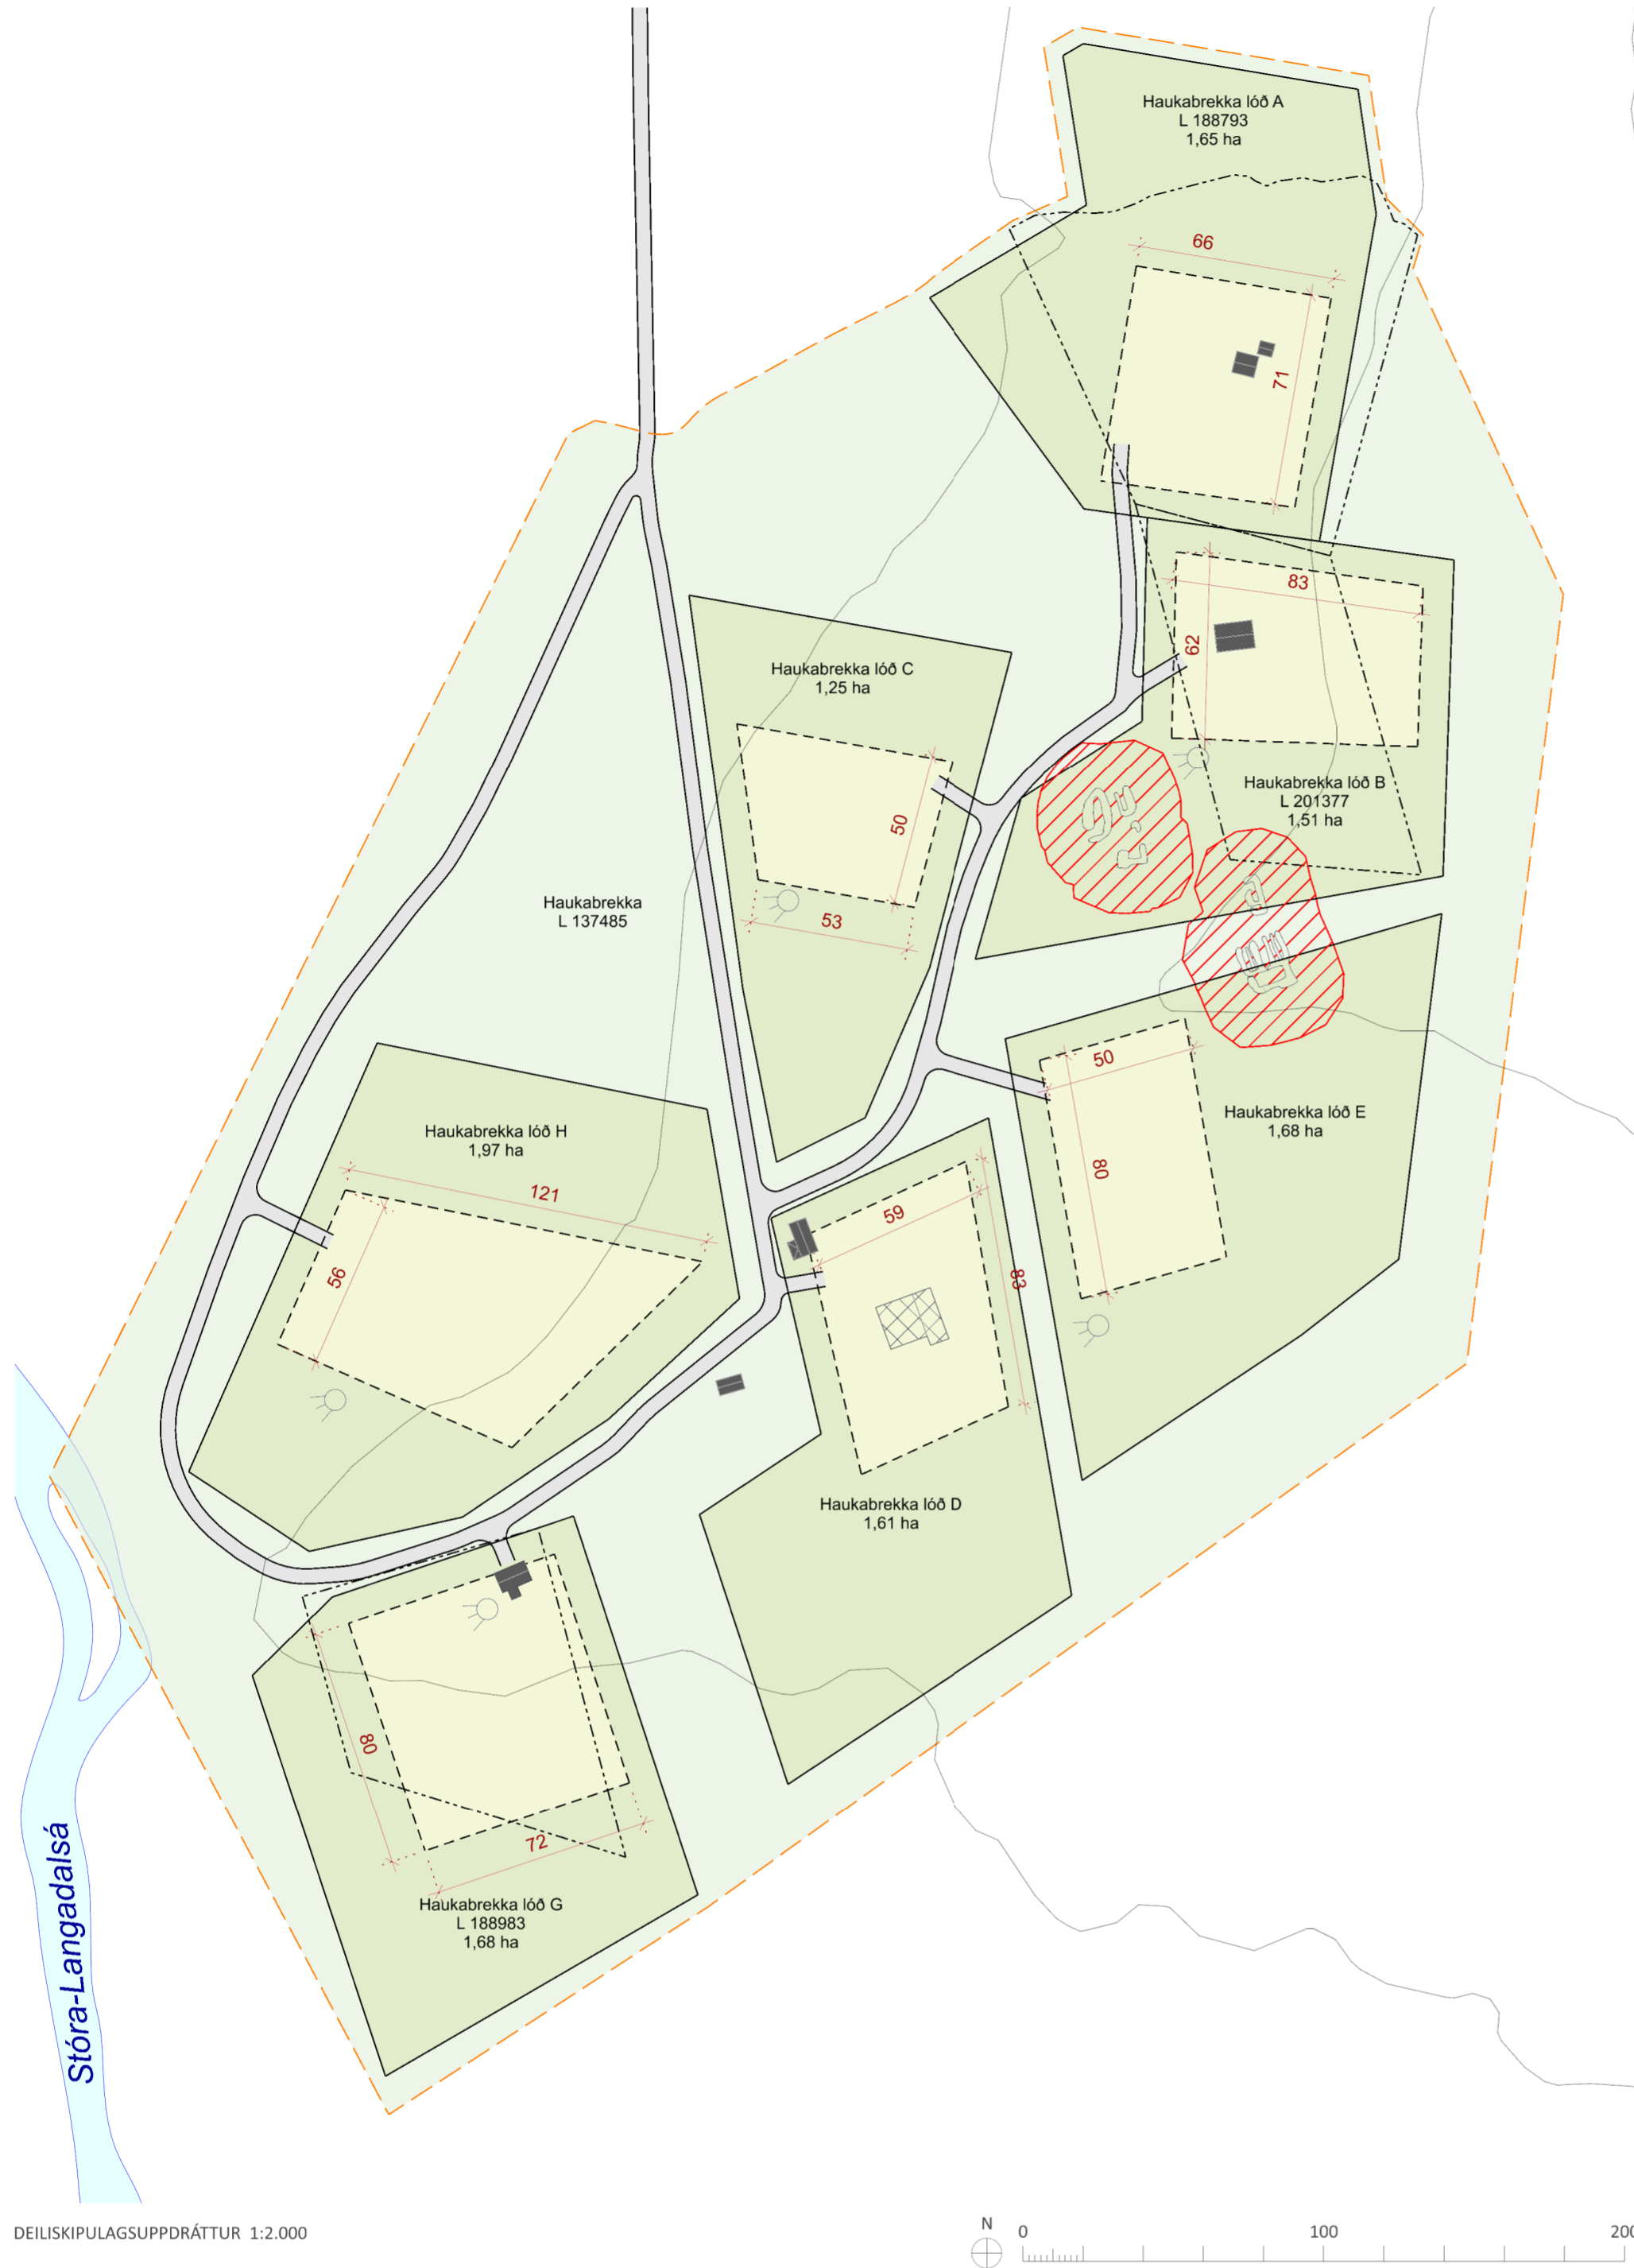 Haukabrekka lóð A
L 188793
1,65 ha
66
71
83
62
Haukabrekka lóð C
1,25 ha
50
53
Haukabrekka lóð B
L 201377
1,51 ha
Haukabrekka
L 137485
50
80
Haukabrekka lóð E
1,68 ha
Haukabrekka lóð H
1,97 ha
121
56
59
83
Haukabrekka lóð D
1,61 ha
80
72
Haukabrekka lóð G
L 188983
1,68 ha
Stóra-Langadalsá
DEILISKIPULAGSUPPDRÁTTUR 1:2.000
N
0
100
200